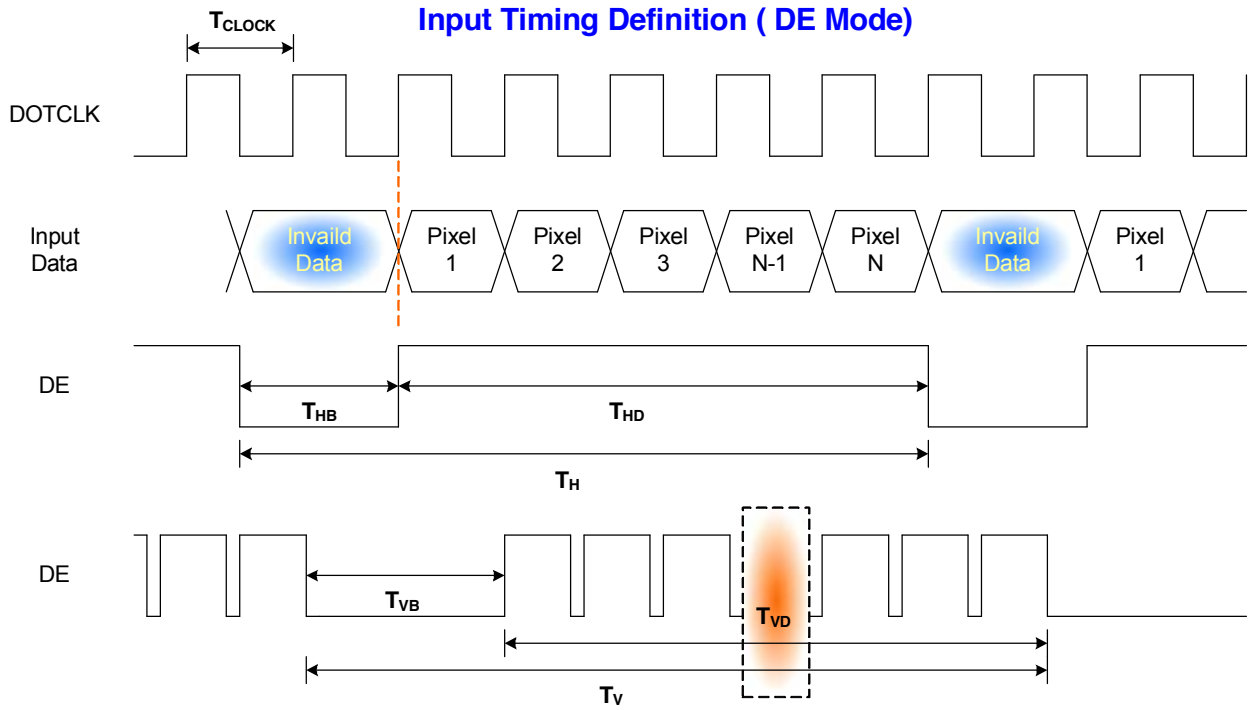 Input Timing Definition ( DE Mode)
TCLOCK
DOTCLK
Input
Data
Invaild
Data
Pixel
1
Pixel
2
Pixel
3
Pixel
N-1
Pixel
N
Invaild
Data
Pixel
1
DE
THB
THD
TH
DE
TVB
TVD
TV